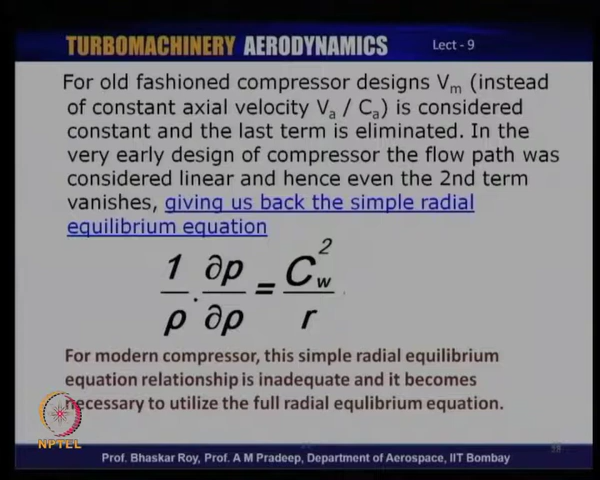 TURBOMACHINERY AERODYNAMICS Lect - 9
For old fashioned compressor designs Vm (instead
of constant axial velocity Va / Ca) is considered
constant and the last term is eliminated. In the
very early design of compressor the flow path was
considered linear and hence even the 2nd term
vanishes, giving us back the simple radial
equilibrium equation
1/ρ . ∂p/∂ρ = Cw²/r
For modern compressor, this simple radial equilibrium
equation relationship is inadequate and it becomes
necessary to utilize the full radial equlibrium equation.
NPTEL
Prof. Bhaskar Roy, Prof. A M Pradeep, Department of Aerospace, IIT Bombay